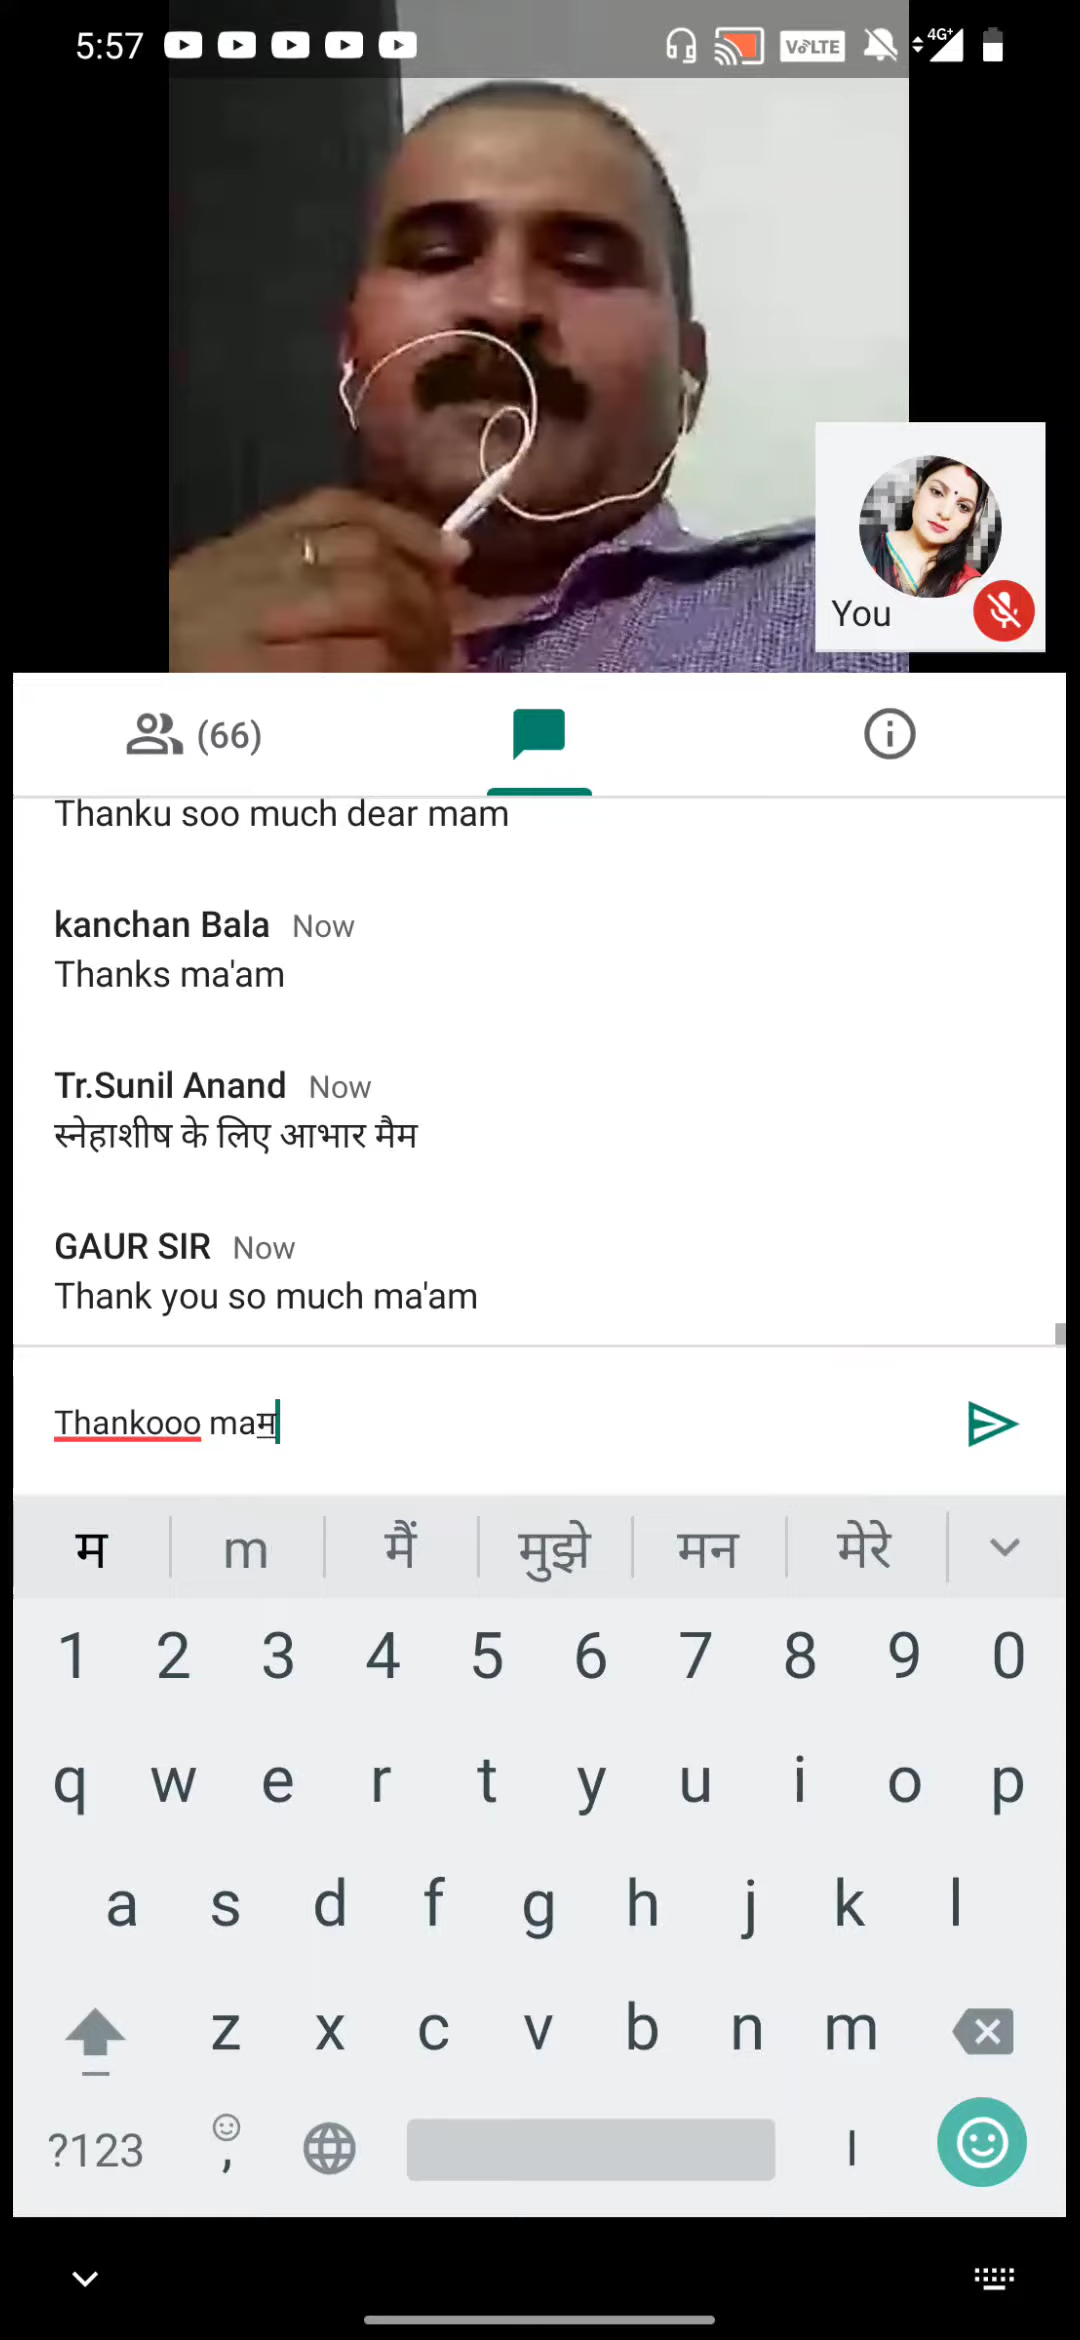 5:57 VoLTE 4G+
You
(66)
Thanku soo much dear mam
kanchan Bala Now
Thanks ma'am
Tr.Sunil Anand Now
स्नेहाशीष के लिए आभार मैम
GAUR SIR Now
Thank you so much ma'am
Thankooo maम
म m मैं मुझे मन मेरे
1 2 3 4 5 6 7 8 9 0
q w e r t y u i o p
a s d f g h j k l
z x c v b n m
?123 , ।